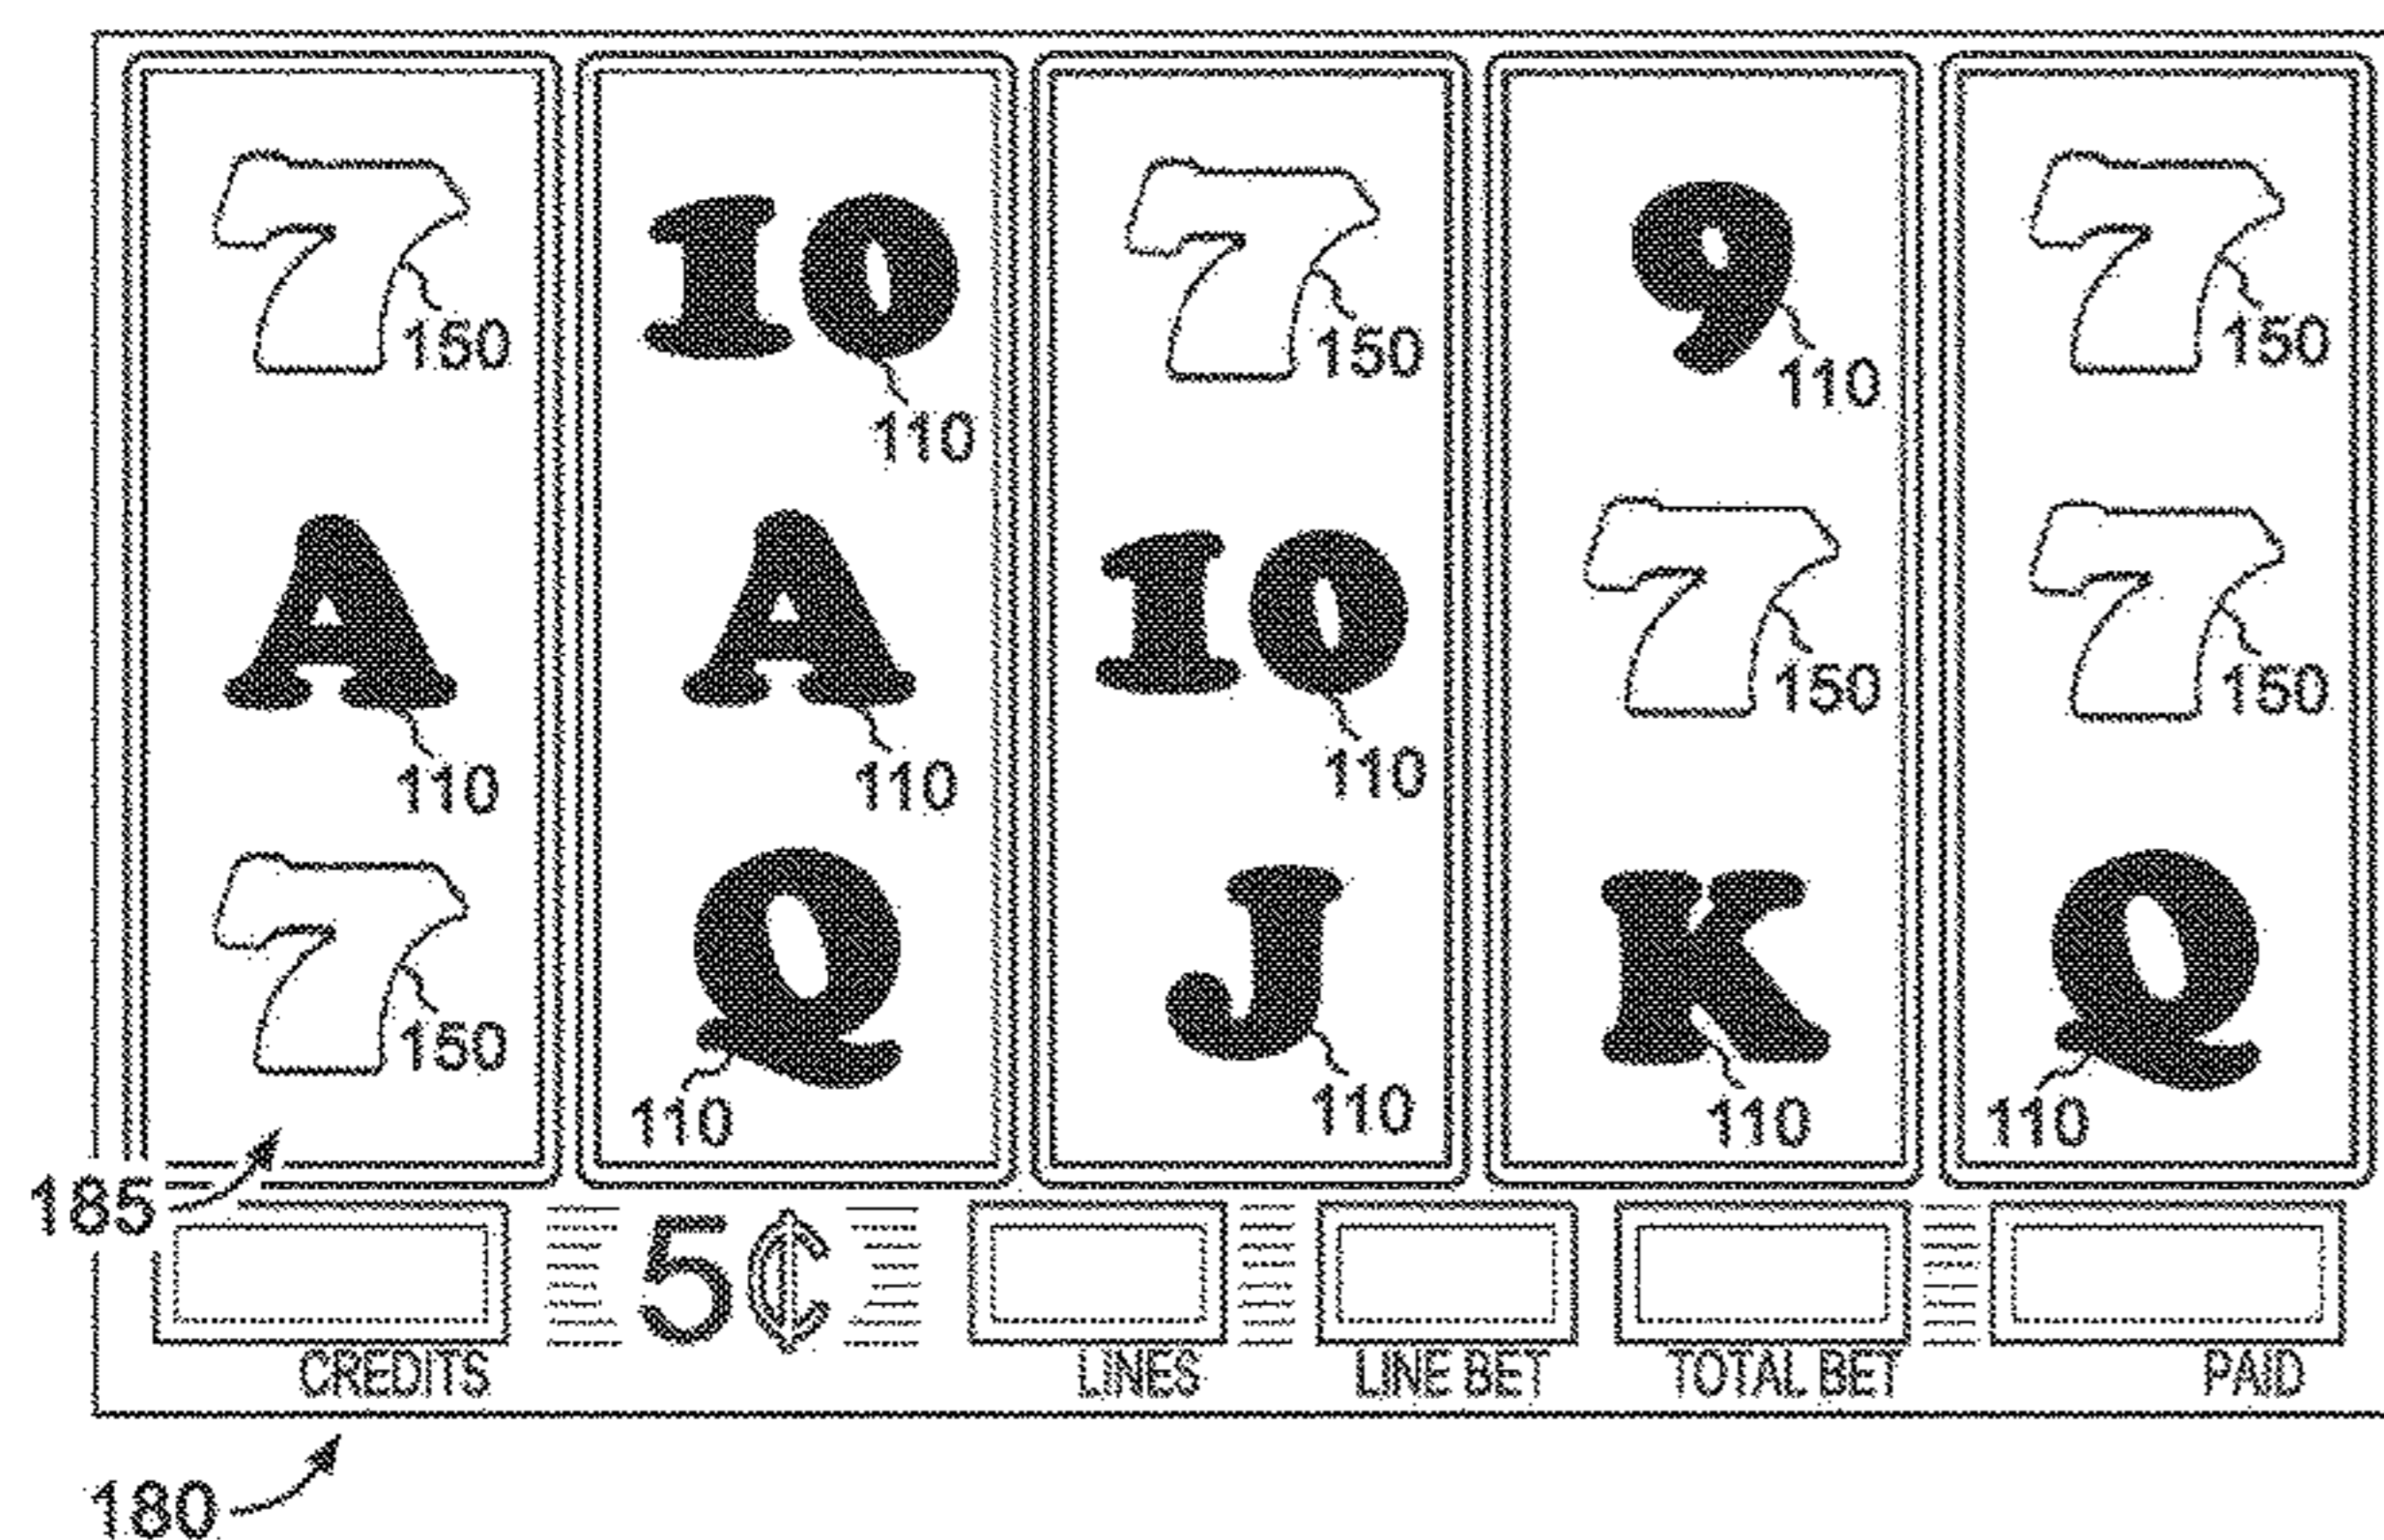 7 10 7 9 7
150 110 150 110 150
A A 10 7 7
110 110 110 150 150
7 Q J K Q
150 110 110 110 110
185
5¢
CREDITS LINES LINE BET TOTAL BET PAID
180